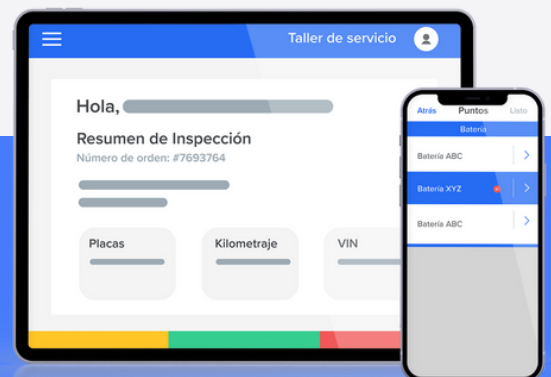 Taller de servicio
Hola,
Resumen de Inspección
Número de orden: #7693764
Placas
Kilometraje
VIN
Atrás Puntos Listo
Batería
Batería ABC
Batería XYZ
Batería ABC